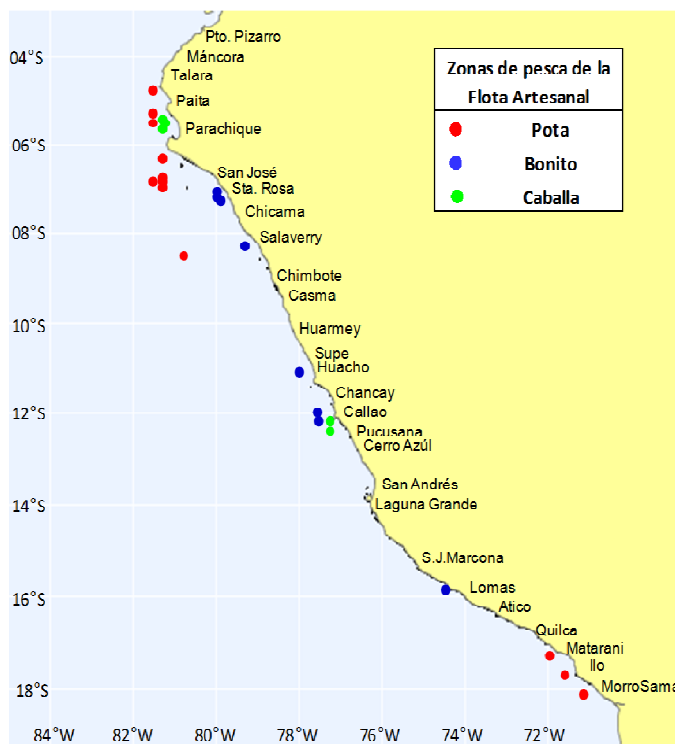 Pto. Pizarro
04°S
Máncora
Talara
Zonas de pesca de la
Flota Artesanal
Paita
Parachique
Pota
06°S
Bonito
San José
Sta. Rosa
Caballa
Chicama
08°S
Salaverry
Chimbote
Casma
10°S
Huarmey
Supe
Huacho
Chancay
12°S
Callao
Pucusana
Cerro Azúl
San Andrés
14°S
Laguna Grande
S.J.Marcona
16°S
Lomas
Atico
Quilca
Matarani
Ilo
18°S
MorroSama
84°W 82°W 80°W 78°W 76°W 74°W 72°W